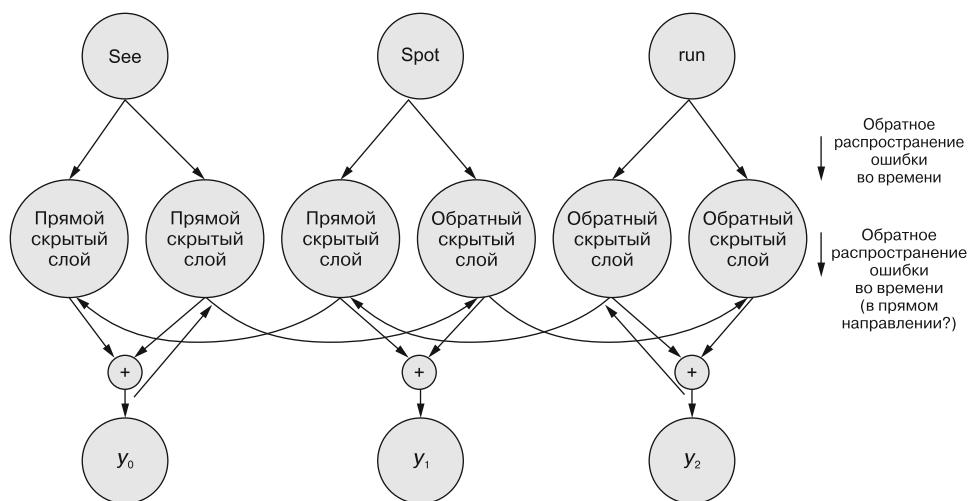 See
Spot
run
Обратное
распространение
ошибки
во времени
Прямой
скрытый
слой
Прямой
скрытый
слой
Прямой
скрытый
слой
Обратный
скрытый
слой
Обратный
скрытый
слой
Обратный
скрытый
слой
Обратное
распространение
ошибки
во времени
(в прямом
направлении?)
+
+
+
y₀
y₁
y₂